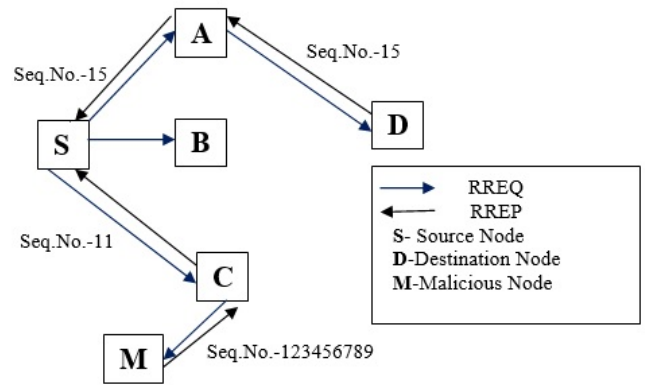 A
Seq.No.-15
Seq.No.-15
D
S
B
RREQ
RREP
S- Source Node
D-Destination Node
M-Malicious Node
Seq.No.-11
C
M
Seq.No.-123456789